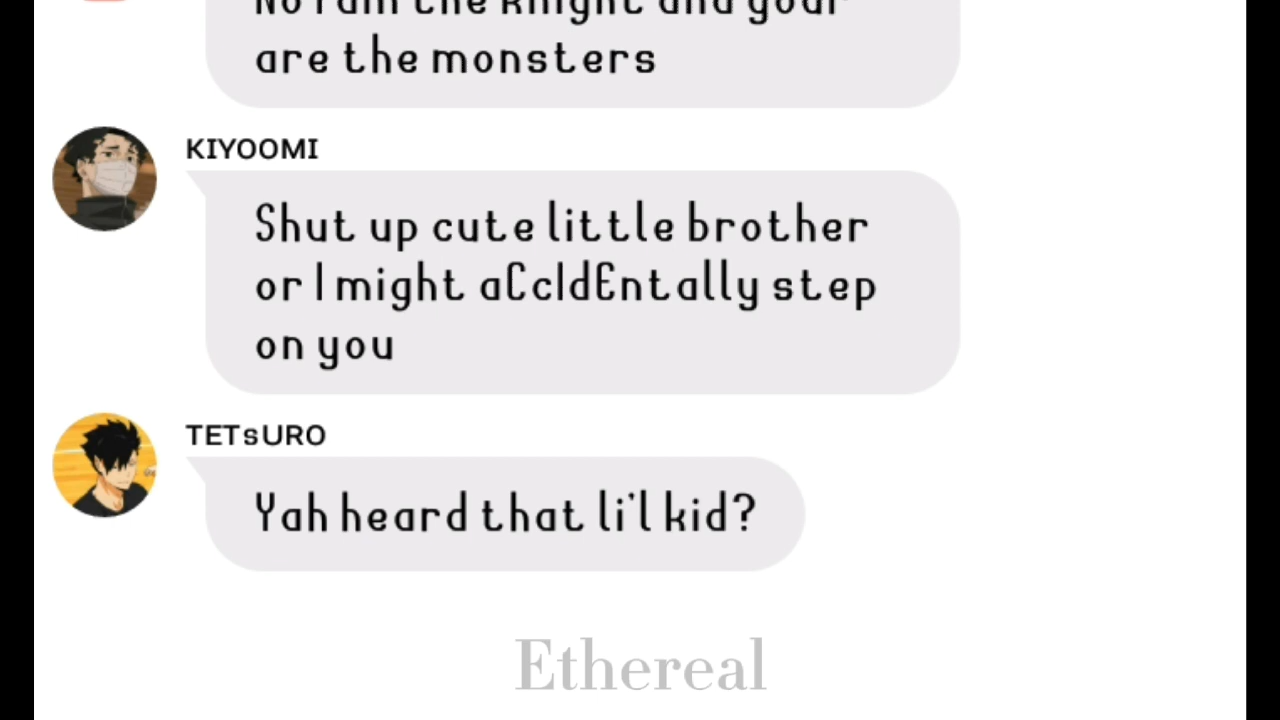 No I am the knight and your
are the monsters
KIYOOMI
Shut up cute little brother
or I might aCcIdEntally step
on you
TETsURO
Yah heard that li'l kid?
Ethereal